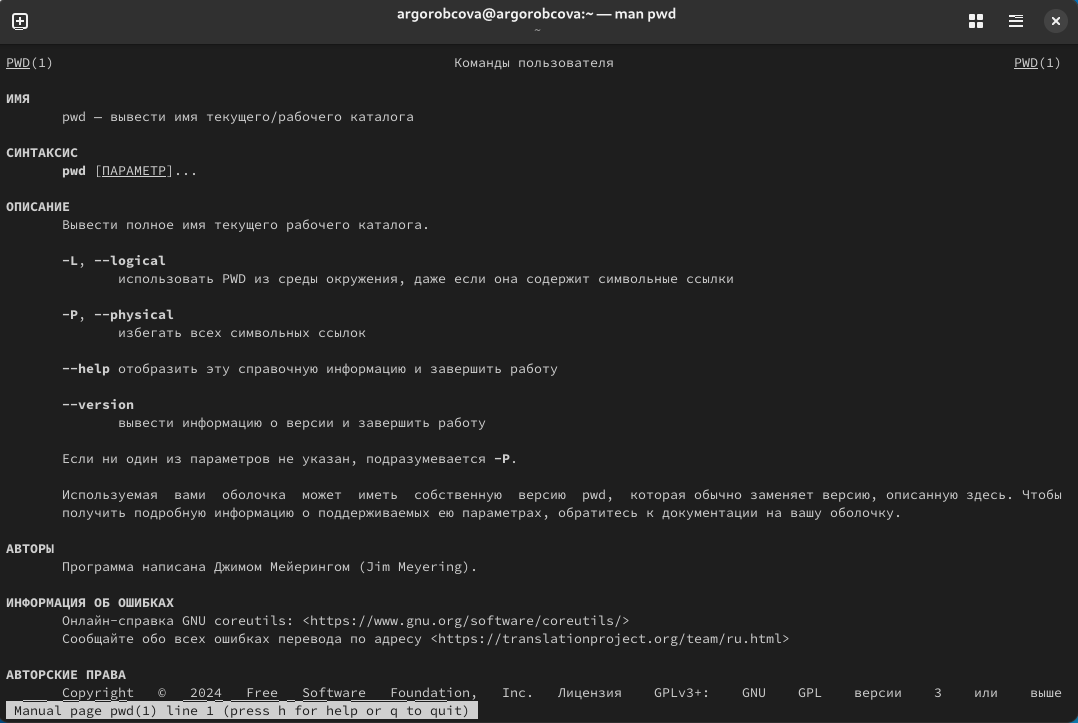 argorobcova@argorobcova:~ — man pwd
~
PWD(1) Команды пользователя PWD(1)
ИМЯ
pwd — вывести имя текущего/рабочего каталога
СИНТАКСИС
pwd [ПАРАМЕТР]...
ОПИСАНИЕ
Вывести полное имя текущего рабочего каталога.
-L, --logical
использовать PWD из среды окружения, даже если она содержит символьные ссылки
-P, --physical
избегать всех символьных ссылок
--help отобразить эту справочную информацию и завершить работу
--version
вывести информацию о версии и завершить работу
Если ни один из параметров не указан, подразумевается -P.
Используемая вами оболочка может иметь собственную версию pwd, которая обычно заменяет версию, описанную здесь. Чтобы
получить подробную информацию о поддерживаемых ею параметрах, обратитесь к документации на вашу оболочку.
АВТОРЫ
Программа написана Джимом Мейерингом (Jim Meyering).
ИНФОРМАЦИЯ ОБ ОШИБКАХ
Онлайн-справка GNU coreutils: <https://www.gnu.org/software/coreutils/>
Сообщайте обо всех ошибках перевода по адресу <https://translationproject.org/team/ru.html>
АВТОРСКИЕ ПРАВА
Copyright © 2024 Free Software Foundation, Inc. Лицензия GPLv3+: GNU GPL версии 3 или выше
Manual page pwd(1) line 1 (press h for help or q to quit)